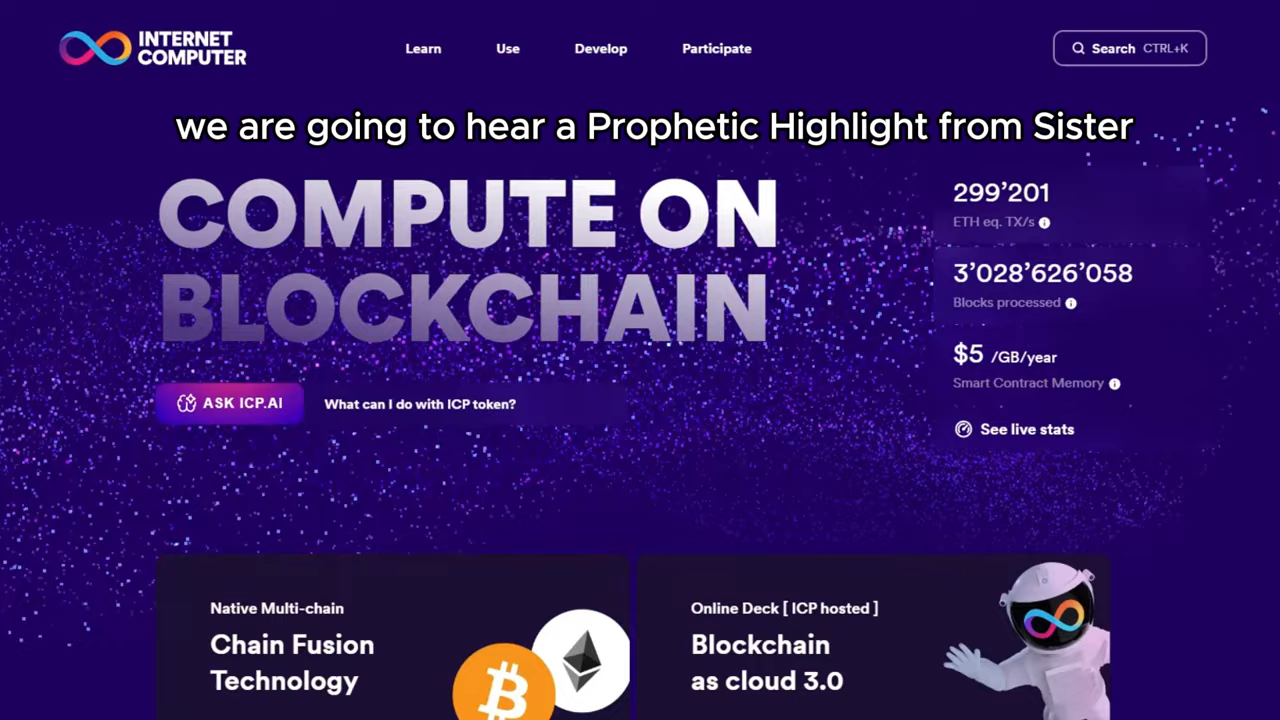 INTERNET
COMPUTER
Learn
Use
Develop
Participate
Search CTRL+K
we are going to hear a Prophetic Highlight from Sister
COMPUTE ON
BLOCKCHAIN
299’201
ETH eq. TX/s
3’028’626’058
Blocks processed
$5 /GB/year
Smart Contract Memory
See live stats
ASK ICP.AI
What can I do with ICP token?
Native Multi-chain
Chain Fusion
Technology
Online Deck [ ICP hosted ]
Blockchain
as cloud 3.0